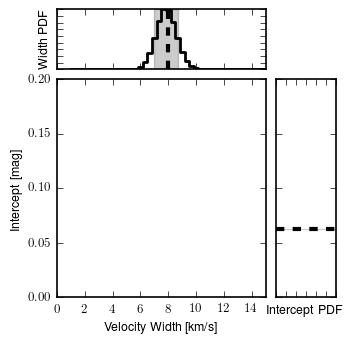 Width PDF
0.20
0.15
0.10
0.05
0.00
Intercept [mag]
0 2 4 6 8 10 12 14
Velocity Width [km/s]
Intercept PDF